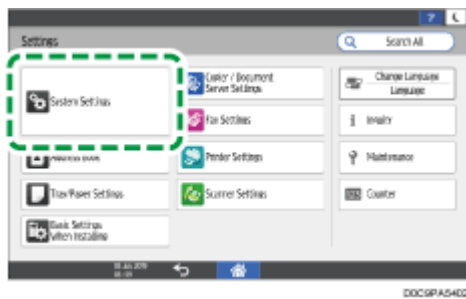 Settings
Search All
System Settings
Copier / Document
Server Settings
Change Language
Language
Fax Settings
Inquiry
Address Book
Printer Settings
Maintenance
Tray/Paper Settings
Scanner Settings
Counter
Basic Settings
When Installing
D0C9PA5402